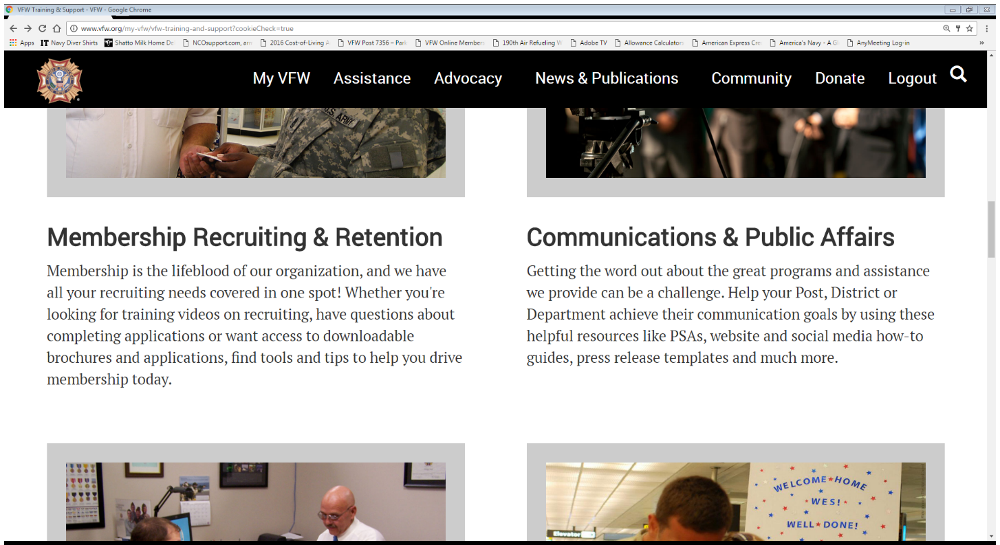 VFW Training & Support - VFW - Google Chrome
www.vfw.org/my-vfw/vfw-training-and-support?cookieCheck=true
Apps Navy Diver Shirts Shatto Milk Home De NCOsupport.com, arm 2016 Cost-of-Living A VFW Post 7356 – Park VFW Online Members 190th Air Refueling W Adobe TV Allowance Calculators American Express Cre America's Navy - A Gl AnyMeeting Log-in »
My VFW Assistance Advocacy News & Publications Community Donate Logout
U.S. ARMY
Membership Recruiting & Retention
Membership is the lifeblood of our organization, and we have
all your recruiting needs covered in one spot! Whether you're
looking for training videos on recruiting, have questions about
completing applications or want access to downloadable
brochures and applications, find tools and tips to help you drive
membership today.
Communications & Public Affairs
Getting the word out about the great programs and assistance
we provide can be a challenge. Help your Post, District or
Department achieve their communication goals by using these
helpful resources like PSAs, website and social media how-to
guides, press release templates and much more.
WELCOME HOME
WES!
WELL DONE!
Elevator